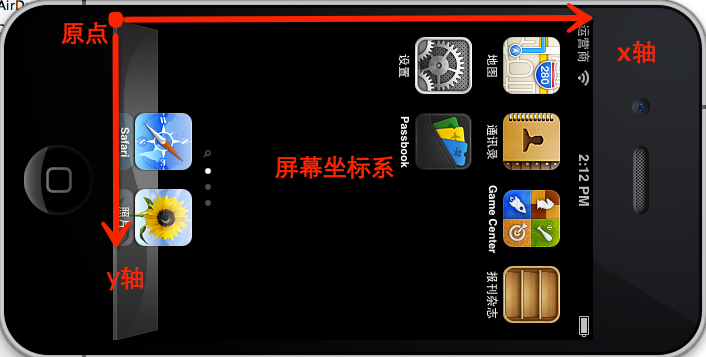 AirDr
原点
x轴
y轴
屏幕坐标系
运营商
2:12 PM
地图
通讯录
Game Center
报刊杂志
280
设置
Passbook
Safari
照片